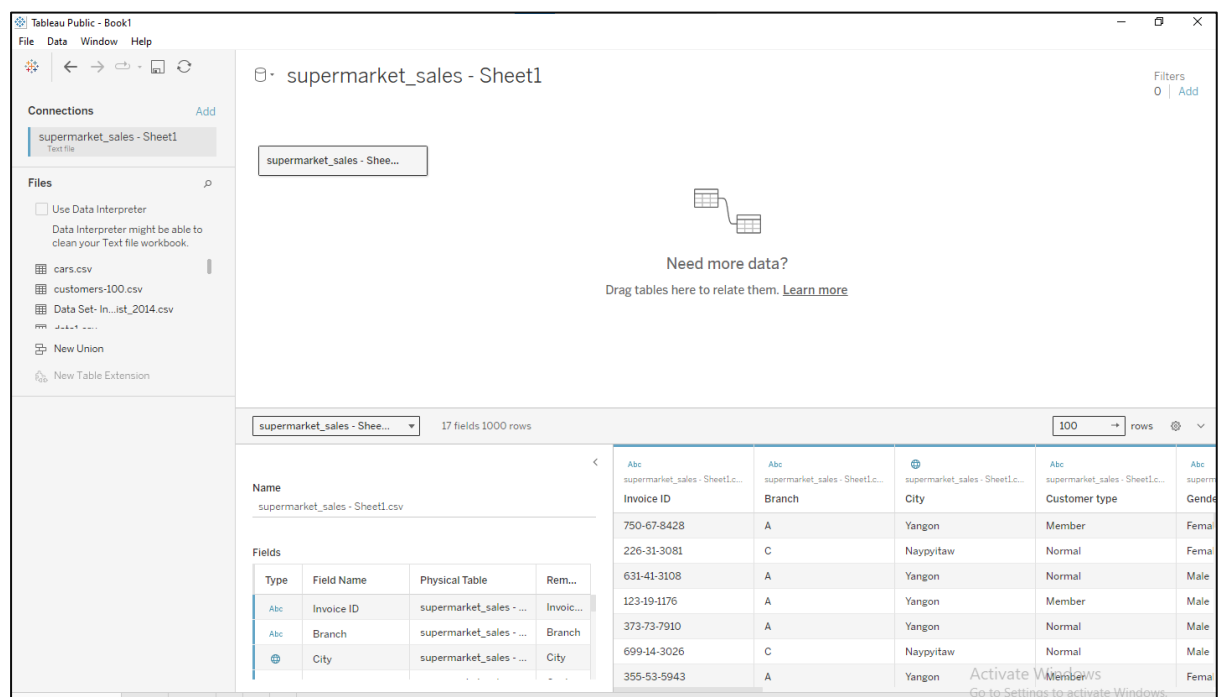 Tableau Public - Book1
File Data Window Help
supermarket_sales - Sheet1
Filters
0 Add
Connections Add
supermarket_sales - Sheet1
Text file
supermarket_sales - Shee...
Files
Use Data Interpreter
Data Interpreter might be able to
clean your Text file workbook.
cars.csv
customers-100.csv
Data Set- In...ist_2014.csv
New Union
New Table Extension
Need more data?
Drag tables here to relate them. Learn more
supermarket_sales - Shee... 17 fields 1000 rows 100 → rows
Name
supermarket_sales - Sheet1.csv
Fields
Type Field Name Physical Table Rem...
Abc Invoice ID supermarket_sales - ... Invoic...
Abc Branch supermarket_sales - ... Branch
City supermarket_sales - ... City
Abc Abc Abc Abc
supermarket_sales - Sheet1.c... supermarket_sales - Sheet1.c... supermarket_sales - Sheet1.c... supermarket_sales - Sheet1.c... superm
Invoice ID Branch City Customer type Gende
750-67-8428 A Yangon Member Femal
226-31-3081 C Naypyitaw Normal Femal
631-41-3108 A Yangon Normal Male
123-19-1176 A Yangon Member Male
373-73-7910 A Yangon Normal Male
699-14-3026 C Naypyitaw Normal Male
355-53-5943 A Yangon Member Femal
Activate Windows
Go to Settings to activate Windows.